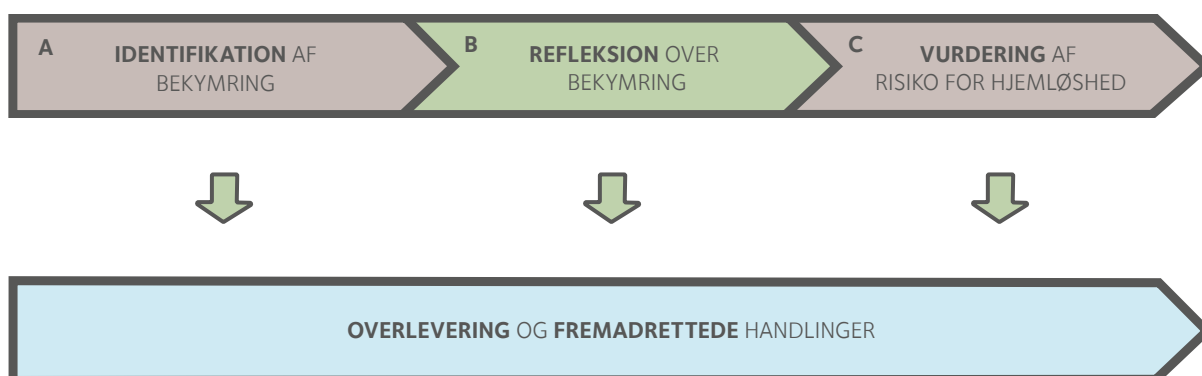 A
IDENTIFIKATION AF
BEKYMRING
B
REFLEKSION OVER
BEKYMRING
C
VURDERING AF
RISIKO FOR HJEMLØSHED
OVERLEVERING OG FREMADRETTEDE HANDLINGER